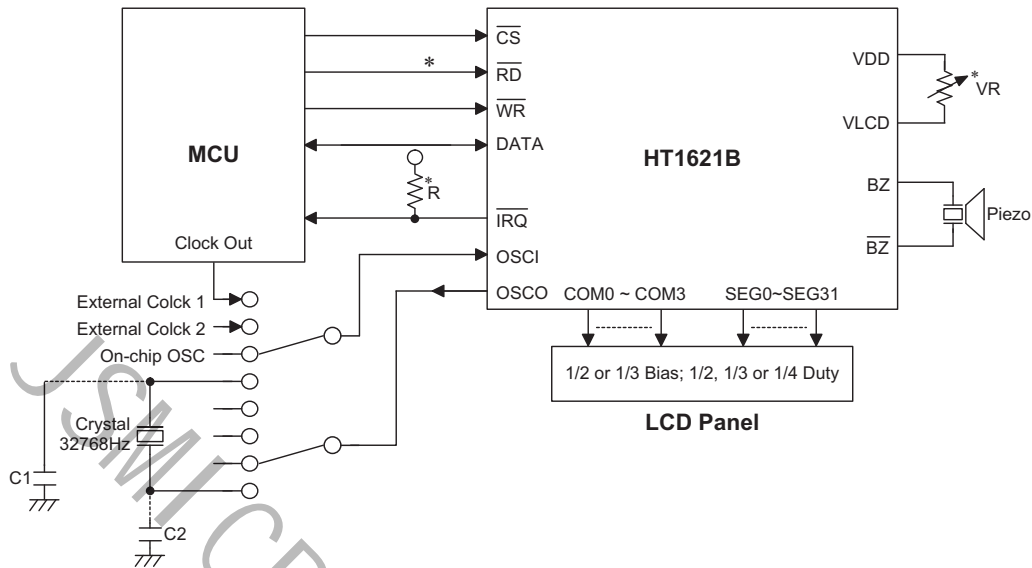 MCU
Clock Out
*
*
R
CS
RD
WR
DATA
IRQ
OSCI
OSCO
HT1621B
VDD
VLCD
*
VR
BZ
BZ
Piezo
COM0 ~ COM3
SEG0~SEG31
1/2 or 1/3 Bias; 1/2, 1/3 or 1/4 Duty
LCD Panel
External Colck 1
External Colck 2
On-chip OSC
Crystal
32768Hz
C1
C2